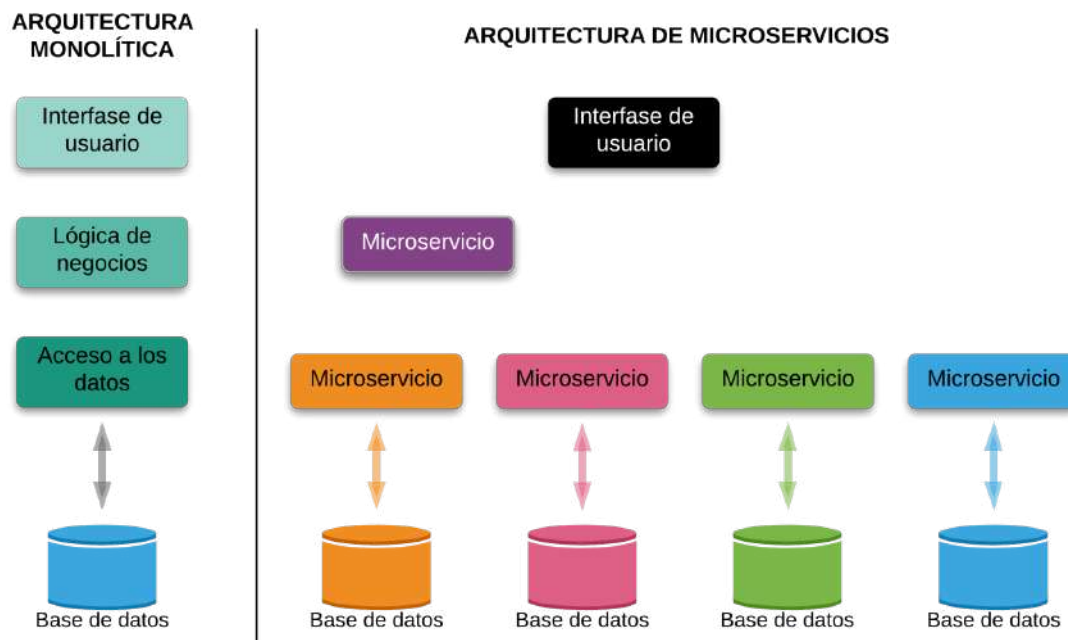 ARQUITECTURA
MONOLÍTICA
Interfase de
usuario
Lógica de
negocios
Acceso a los
datos
Base de datos
ARQUITECTURA DE MICROSERVICIOS
Interfase de
usuario
Microservicio
Microservicio
Microservicio
Microservicio
Microservicio
Base de datos
Base de datos
Base de datos
Base de datos